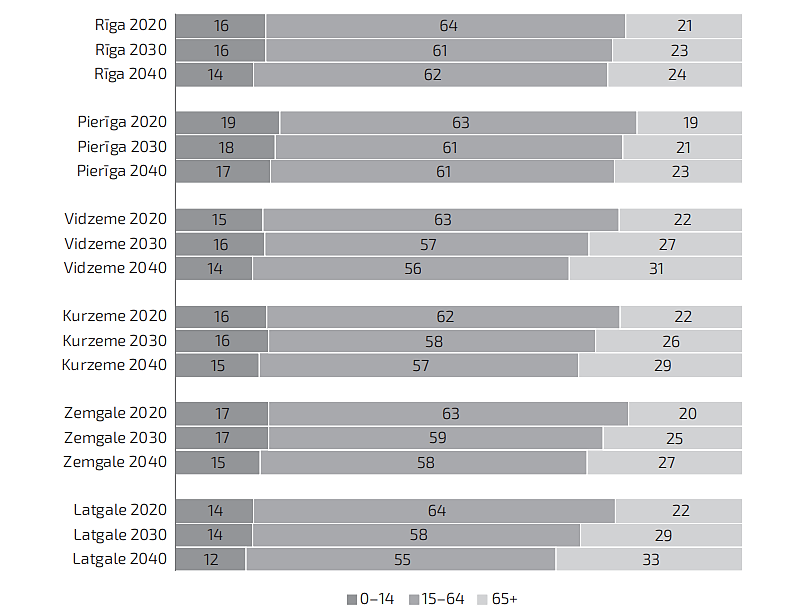 Rīga 2020 16 64 21
Rīga 2030 16 61 23
Rīga 2040 14 62 24
Pierīga 2020 19 63 19
Pierīga 2030 18 61 21
Pierīga 2040 17 61 23
Vidzeme 2020 15 63 22
Vidzeme 2030 16 57 27
Vidzeme 2040 14 56 31
Kurzeme 2020 16 62 22
Kurzeme 2030 16 58 26
Kurzeme 2040 15 57 29
Zemgale 2020 17 63 20
Zemgale 2030 17 59 25
Zemgale 2040 15 58 27
Latgale 2020 14 64 22
Latgale 2030 14 58 29
Latgale 2040 12 55 33
0–14 15–64 65+